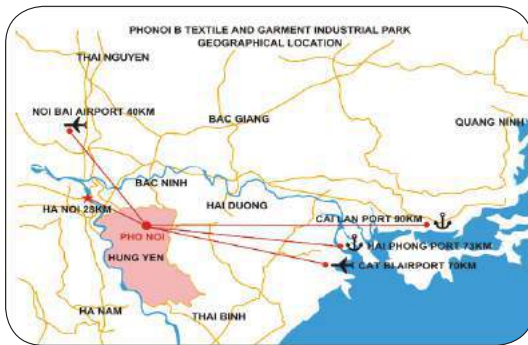 PHONOI B TEXTILE AND GARMENT INDUSTRIAL PARK
GEOGRAPHICAL LOCATION
THAI NGUYEN
NOI BAI AIRPORT 40KM
BAC GIANG
QUANG NINH
BAC NINH
HA NOI 28KM
HAI DUONG
CAI LAN PORT 90KM
PHO NOI
HAI PHONG PORT 73KM
HUNG YEN
CAT BI AIRPORT 70KM
HA NAM
THAI BINH